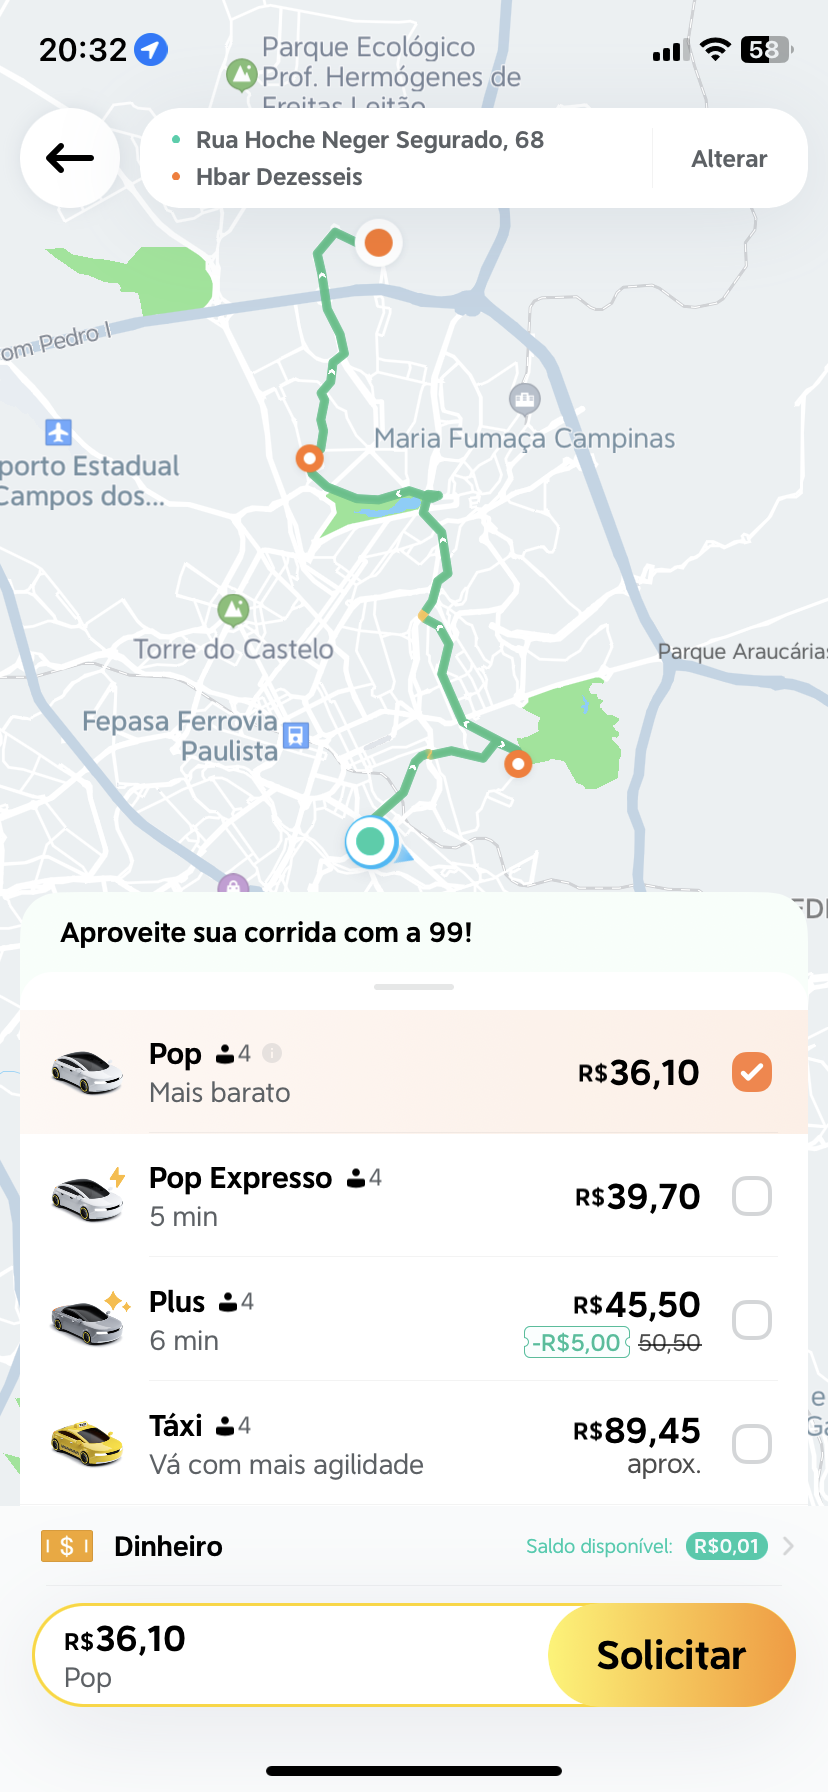 20:32
58
Parque Ecológico
Prof. Hermógenes de
Freitas Leitão
Rua Hoche Neger Segurado, 68
Hbar Dezesseis
Alterar
om Pedro I
Maria Fumaça Campinas
porto Estadual
Campos dos...
Torre do Castelo
Parque Araucárias
Fepasa Ferrovia
Paulista
Aproveite sua corrida com a 99!
Pop 4
Mais barato
R$36,10
Pop Expresso 4
5 min
R$39,70
Plus 4
6 min
R$45,50
-R$5,00 50,50
Táxi 4
Vá com mais agilidade
R$89,45
aprox.
$ Dinheiro
Saldo disponível: R$0,01
R$36,10
Pop
Solicitar